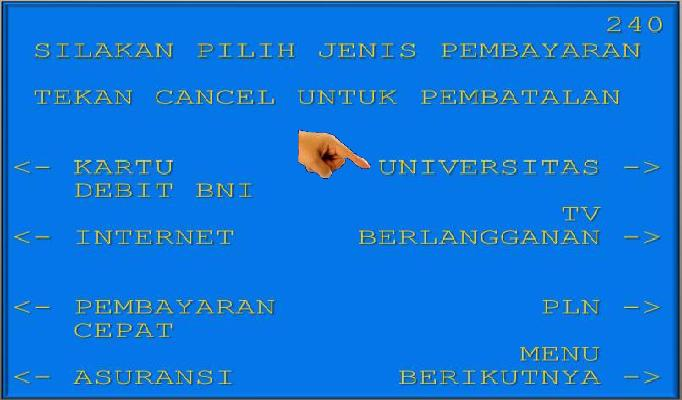 240
SILAKAN PILIH JENIS PEMBAYARAN
TEKAN CANCEL UNTUK PEMBATALAN
<- KARTU
DEBIT BNI
UNIVERSITAS ->
<- INTERNET
TV
BERLANGGANAN ->
<- PEMBAYARAN
CEPAT
PLN ->
<- ASURANSI
MENU
BERIKUTNYA ->